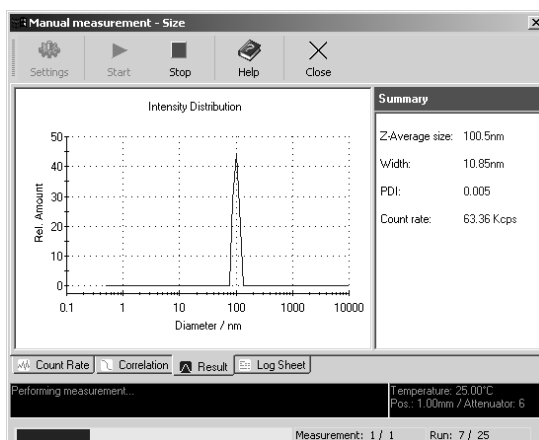 Manual measurement - Size
Settings Start Stop Help Close
Intensity Distribution
Rel. Amount
50
40
30
20
10
0
0.1 1 10 100 1000 10000
Diameter / nm
Summary
Z-Average size: 100.5nm
Width: 10.85nm
PDI: 0.005
Count rate: 63.36 Kcps
Count Rate Correlation Result Log Sheet
Performing measurement...
Temperature: 25.00°C
Pos.: 1.00mm / Attenuator: 6
Measurement: 1 / 1 Run: 7 / 25